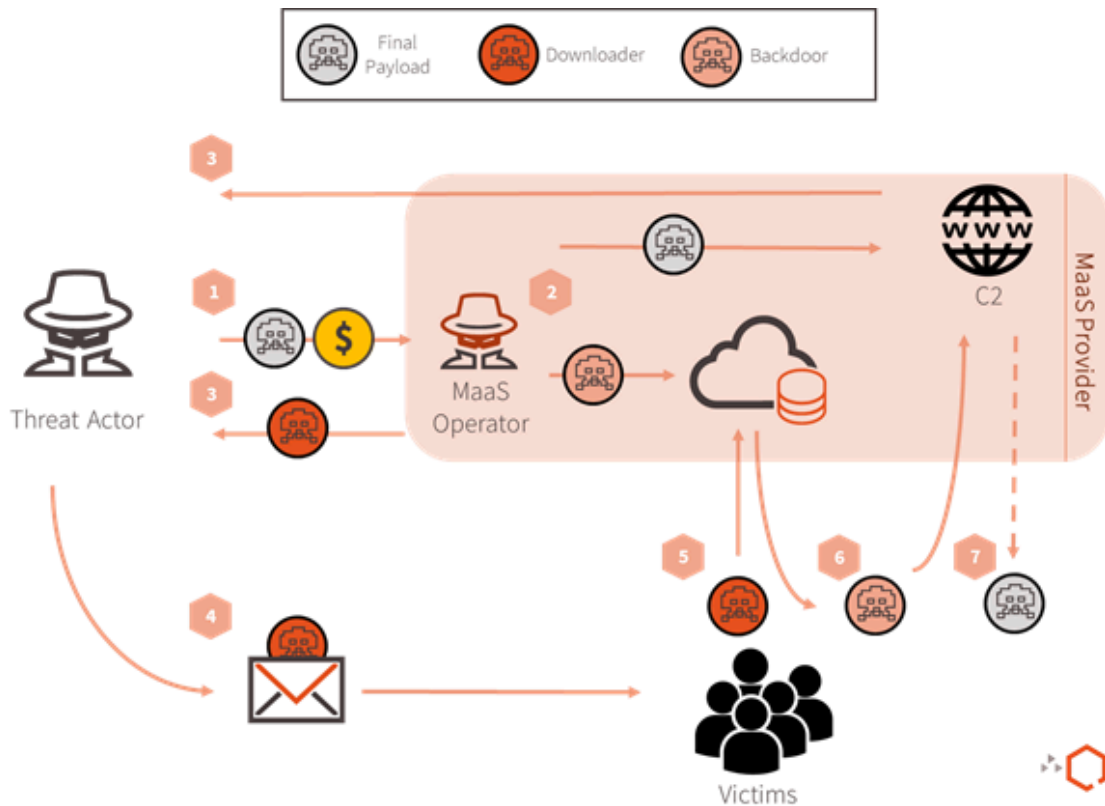 Final
Payload
Downloader
Backdoor
3
WWW
C2
MaaS Provider
1
$
2
MaaS
Operator
Threat Actor
3
5
6
7
4
Victims